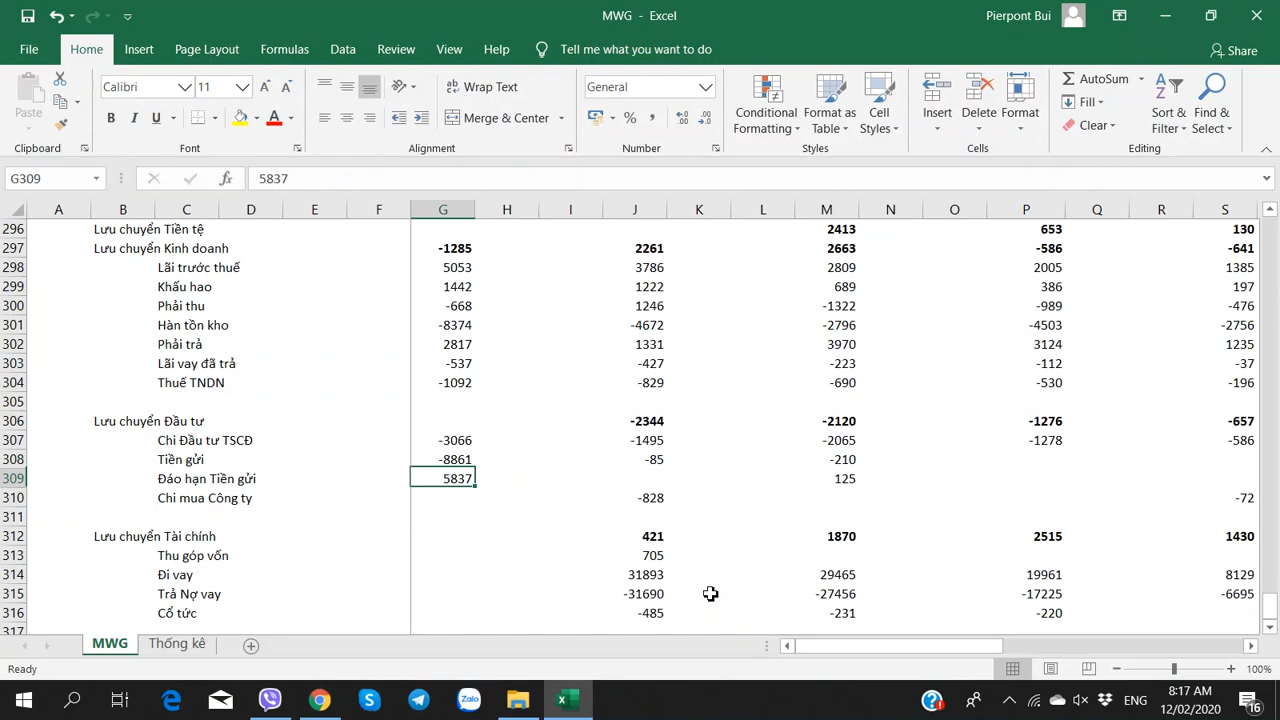 MWG - Excel
Pierpont Bui
File Home Insert Page Layout Formulas Data Review View Help Tell me what you want to do Share
Paste
Calibri 11
B I U
Wrap Text
Merge & Center
General
% ,
Conditional Formatting
Format as Table
Cell Styles
Insert
Delete
Format
AutoSum
Fill
Clear
Sort & Filter
Find & Select
Clipboard Font Alignment Number Styles Cells Editing
G309 fx 5837
A B C D E F G H I J K L M N O P Q R S
296 Lưu chuyển Tiền tệ 2413 653 130
297 Lưu chuyển Kinh doanh -1285 2261 2663 -586 -641
298 Lãi trước thuế 5053 3786 2809 2005 1385
299 Khấu hao 1442 1222 689 386 197
300 Phải thu -668 1246 -1322 -989 -476
301 Hàn tồn kho -8374 -4672 -2796 -4503 -2756
302 Phải trả 2817 1331 3970 3124 1235
303 Lãi vay đã trả -537 -427 -223 -112 -37
304 Thuế TNDN -1092 -829 -690 -530 -196
305
306 Lưu chuyển Đầu tư -2344 -2120 -1276 -657
307 Chi Đầu tư TSCĐ -3066 -1495 -2065 -1278 -586
308 Tiền gửi -8861 -85 -210
309 Đáo hạn Tiền gửi 5837 125
310 Chi mua Công ty -828 -72
311
312 Lưu chuyển Tài chính 421 1870 2515 1430
313 Thu góp vốn 705
314 Đi vay 31893 29465 19961 8129
315 Trả Nợ vay -31690 -27456 -17225 -6695
316 Cổ tức -485 -231 -220
317
MWG Thống kê
Ready 100%
Zalo
ENG
8:17 AM
12/02/2020
16